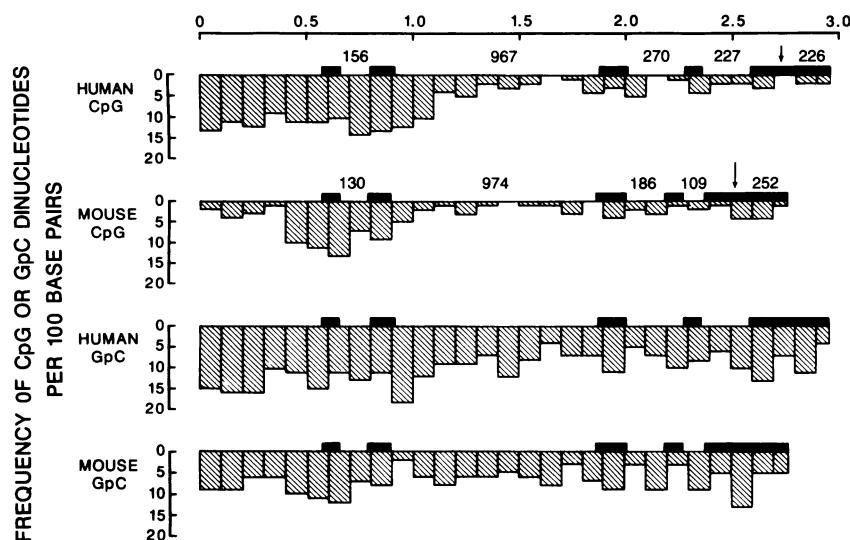 0 0.5 1.0 1.5 2.0 2.5 3.0
FREQUENCY OF CpG OR GpC DINUCLEOTIDES
PER 100 BASE PAIRS
156 967 270 227 226
HUMAN
CpG
0
5
10
15
20
130 974 186 109 252
MOUSE
CpG
0
5
10
15
20
HUMAN
GpC
0
5
10
15
20
MOUSE
GpC
0
5
10
15
20